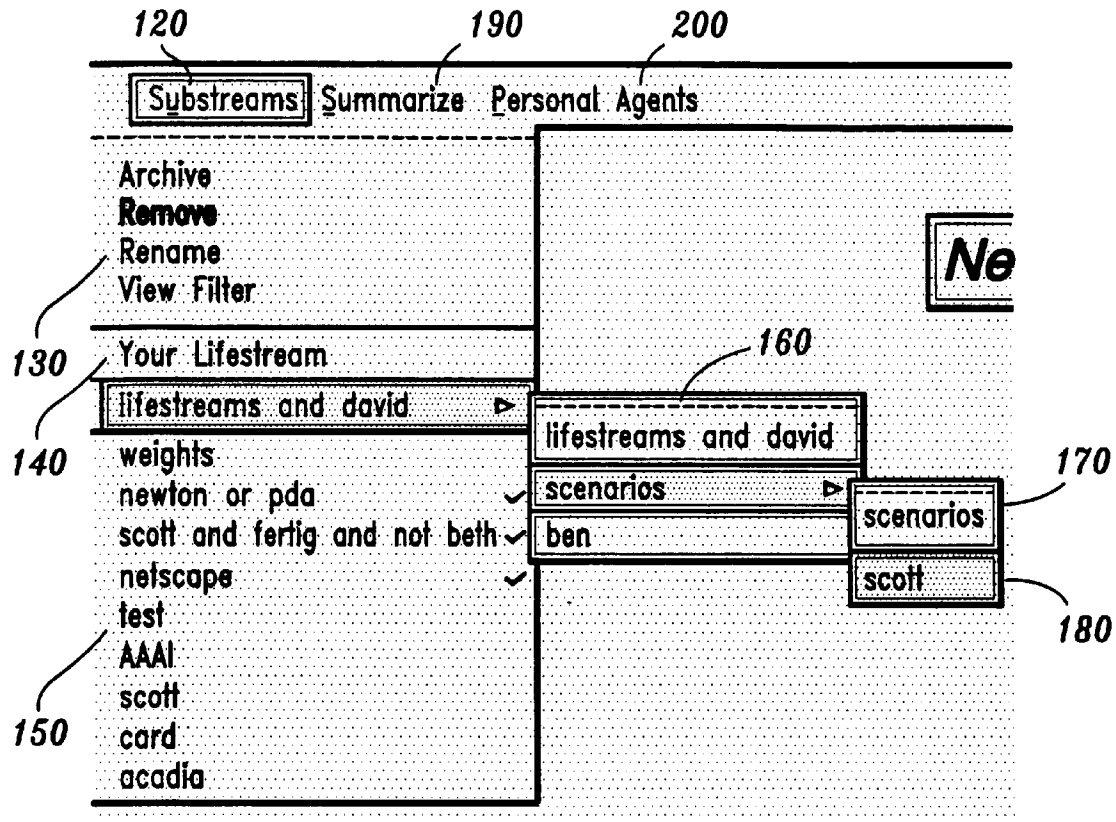 120 190 200
Substreams Summarize Personal Agents
Archive
Remove
Rename
View Filter
Ne
130
Your Lifestream
140
160
lifestreams and david
lifestreams and david
weights
newton or pda
scott and fertig and not beth
netscape
test
AAAI
scott
card
acadia
150
scenarios
ben
170
scenarios
scott
180